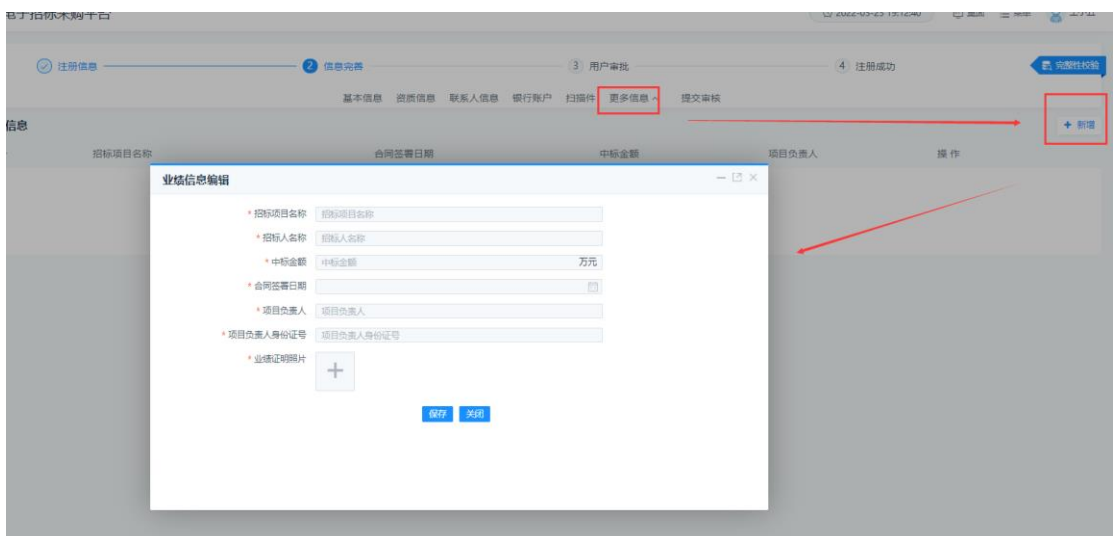 2022-03-23 19:12:40
注册信息 2 信息完善 3 用户审批 4 注册成功 完整性校验
基本信息 资质信息 联系人信息 银行账户 扫描件 更多信息 提交审核
信息 + 新增
招标项目名称 合同签署日期 中标金额 项目负责人 操作
业绩信息编辑
* 招标项目名称 招标项目名称
* 招标人名称 招标人名称
* 中标金额 中标金额 万元
* 合同签署日期
* 项目负责人 项目负责人
* 项目负责人身份证号 项目负责人身份证号
* 业绩证明照片
保存 关闭